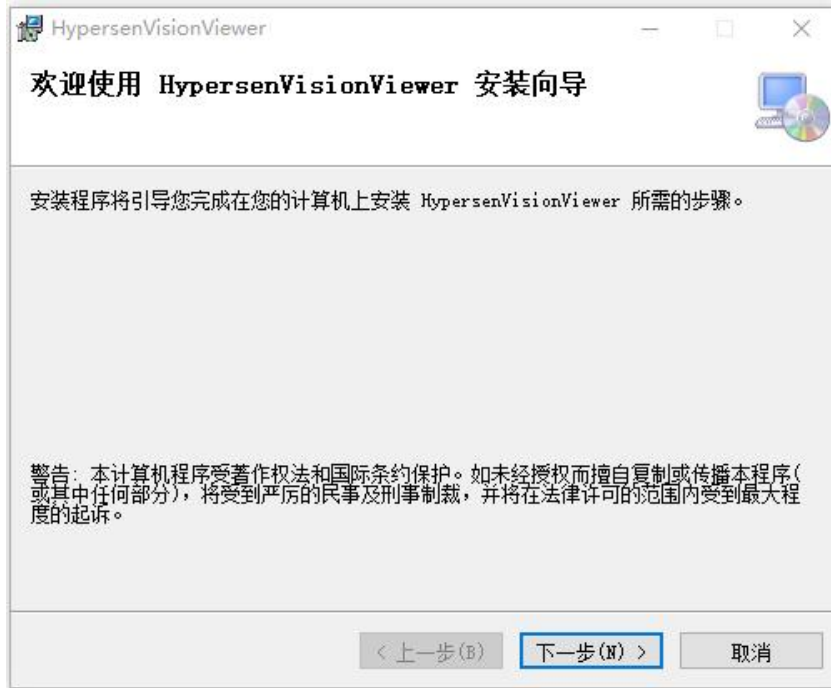 HypersenVisionViewer
欢迎使用 HypersenVisionViewer 安装向导
安装程序将引导您完成在您的计算机上安装 HypersenVisionViewer 所需的步骤。
警告: 本计算机程序受著作权法和国际条约保护。如未经授权而擅自复制或传播本程序(
或其中任何部分), 将受到严厉的民事及刑事制裁, 并将在法律许可的范围内受到最大程
度的起诉。
< 上一步(B) 下一步(N) > 取消